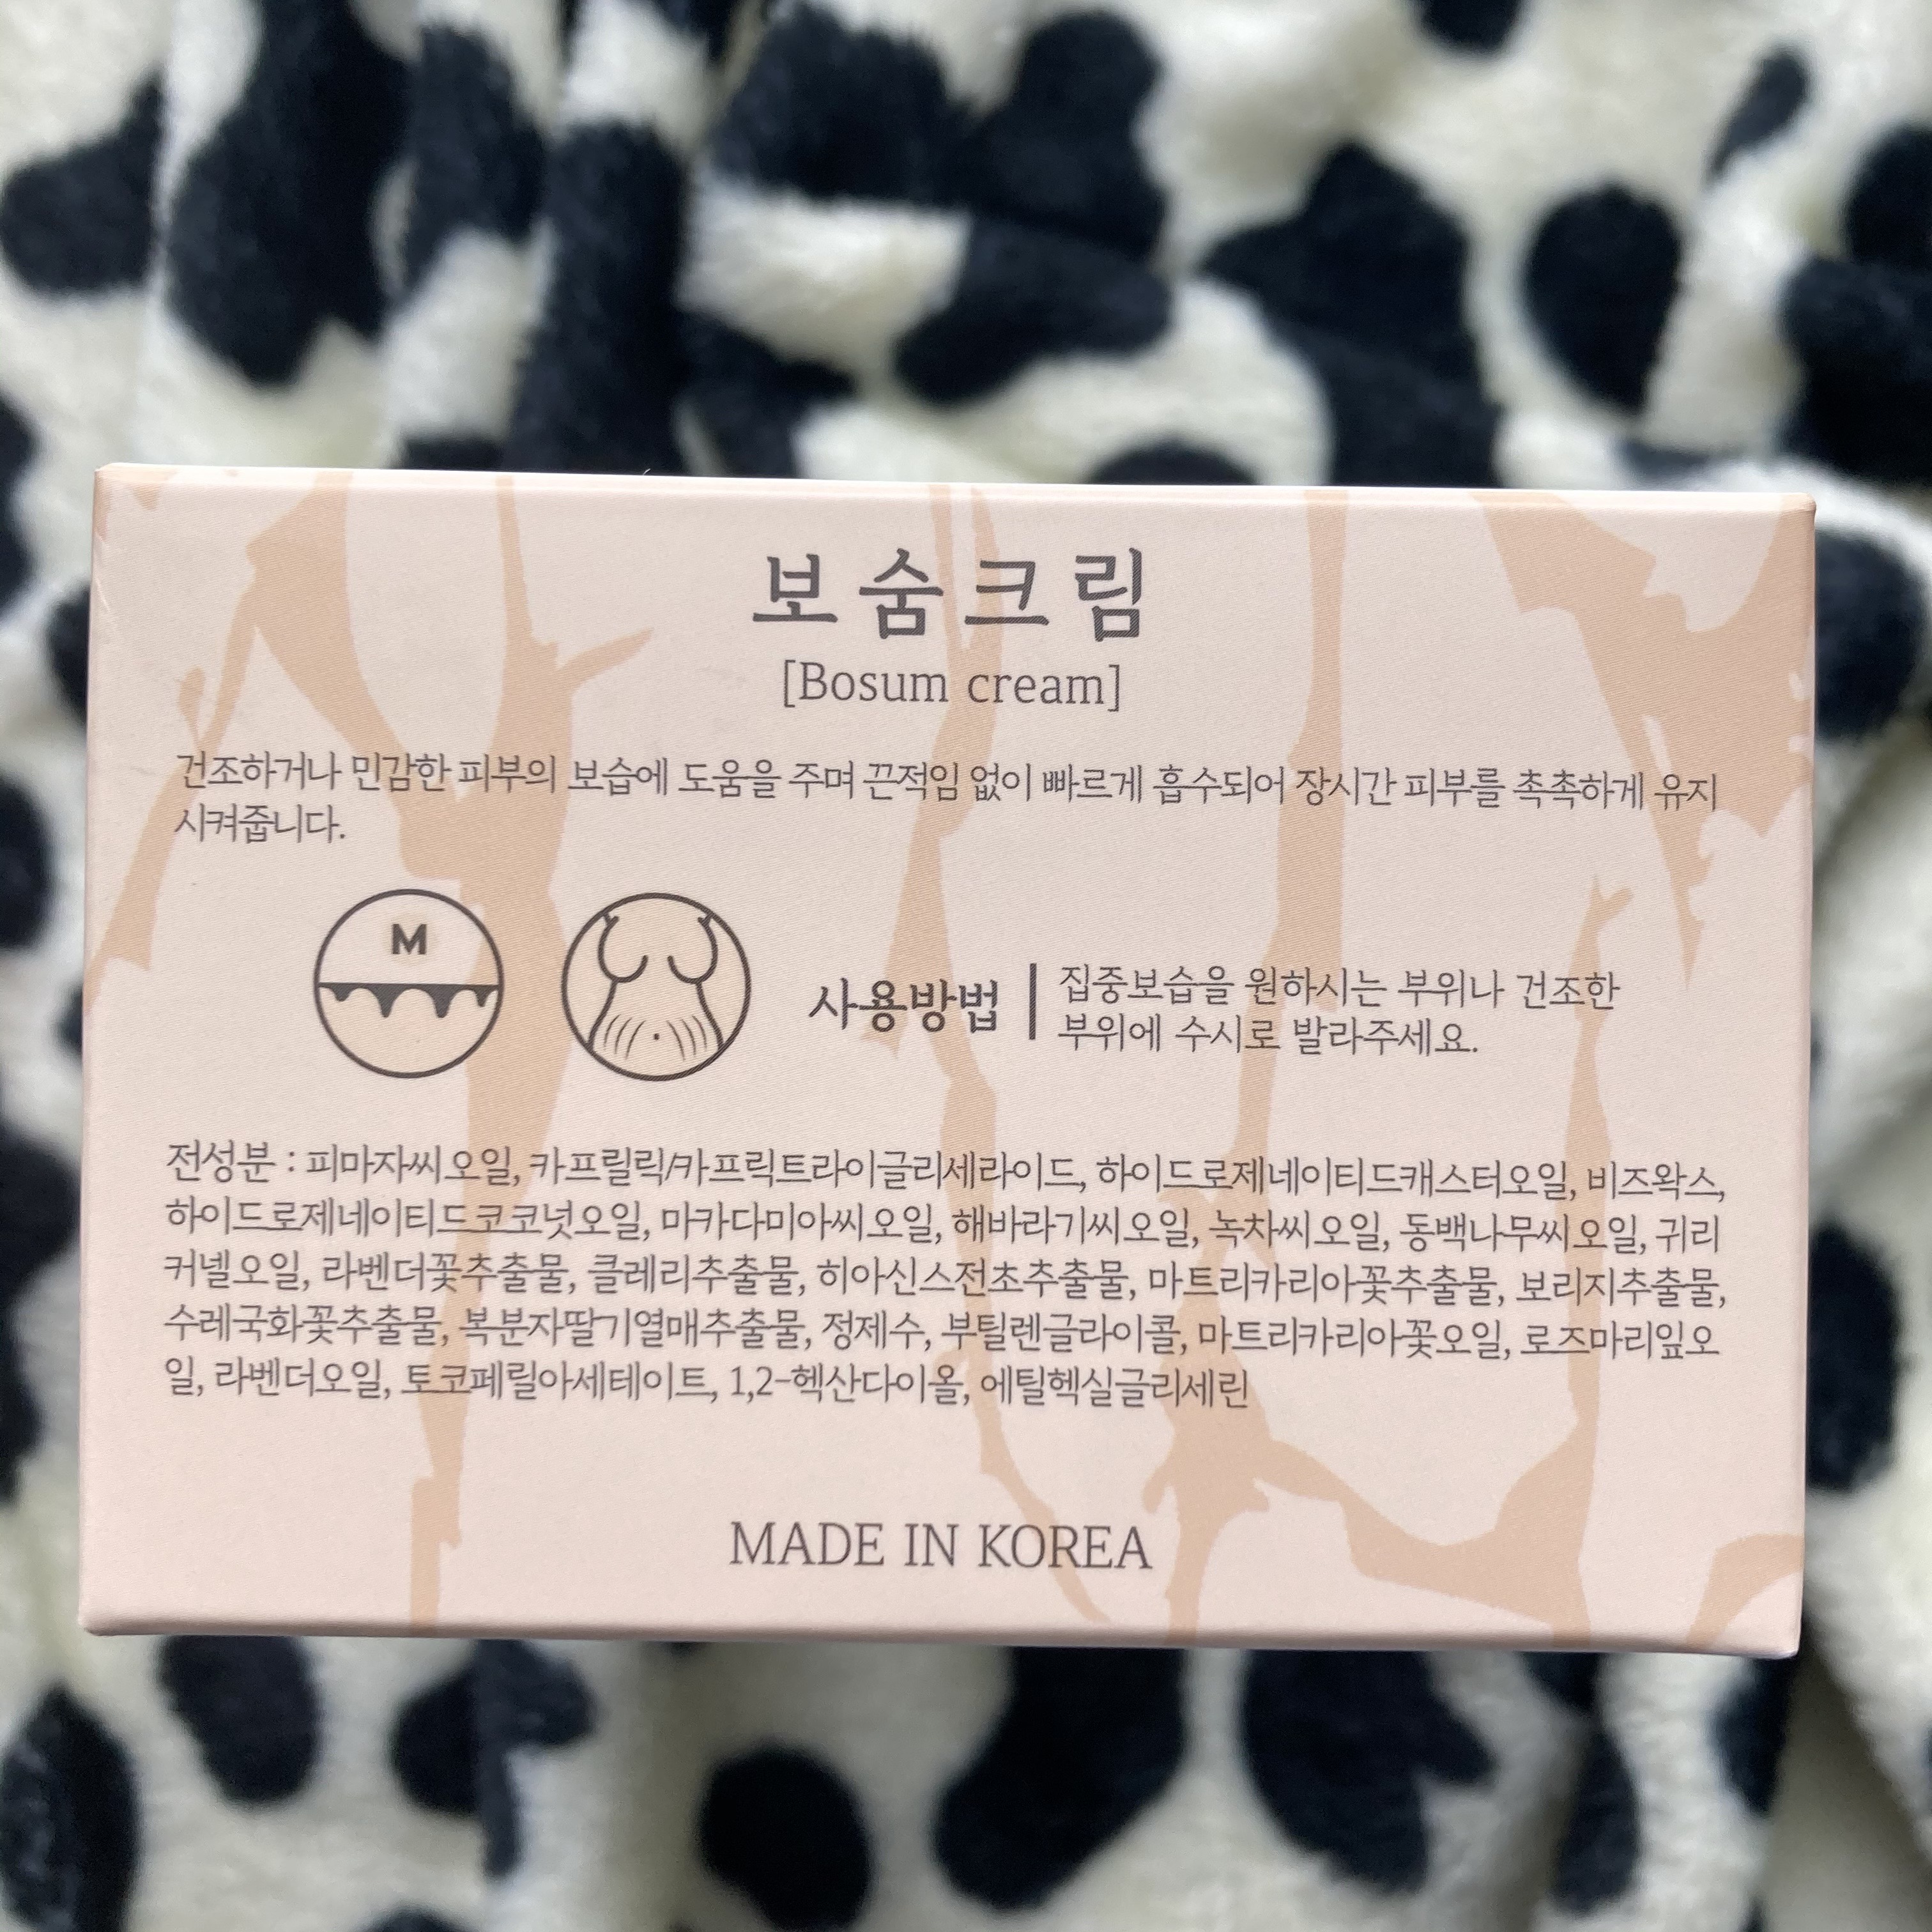 보숨크림
[Bosum cream]
건조하거나 민감한 피부의 보습에 도움을 주며 끈적임 없이 빠르게 흡수되어 장시간 피부를 촉촉하게 유지
시켜줍니다.
M
사용방법 | 집중보습을 원하시는 부위나 건조한
부위에 수시로 발라주세요.
전성분 : 피마자씨오일, 카프릴릭/카프릭트라이글리세라이드, 하이드로제네이티드캐스터오일, 비즈왁스,
하이드로제네이티드코코넛오일, 마카다미아씨오일, 해바라기씨오일, 녹차씨오일, 동백나무씨오일, 귀리
커넬오일, 라벤더꽃추출물, 클레리추출물, 히아신스전초추출물, 마트리카리아꽃추출물, 보리지추출물,
수레국화꽃추출물, 복분자딸기열매추출물, 정제수, 부틸렌글라이콜, 마트리카리아꽃오일, 로즈마리잎오
일, 라벤더오일, 토코페릴아세테이트, 1,2-헥산다이올, 에틸헥실글리세린
MADE IN KOREA